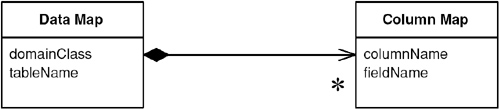 Data Map
domainClass
tableName
*
Column Map
columnName
fieldName